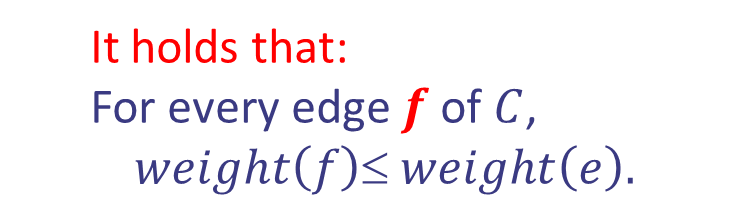 It holds that:
For every edge f of C,
weight(f)≤ weight(e).